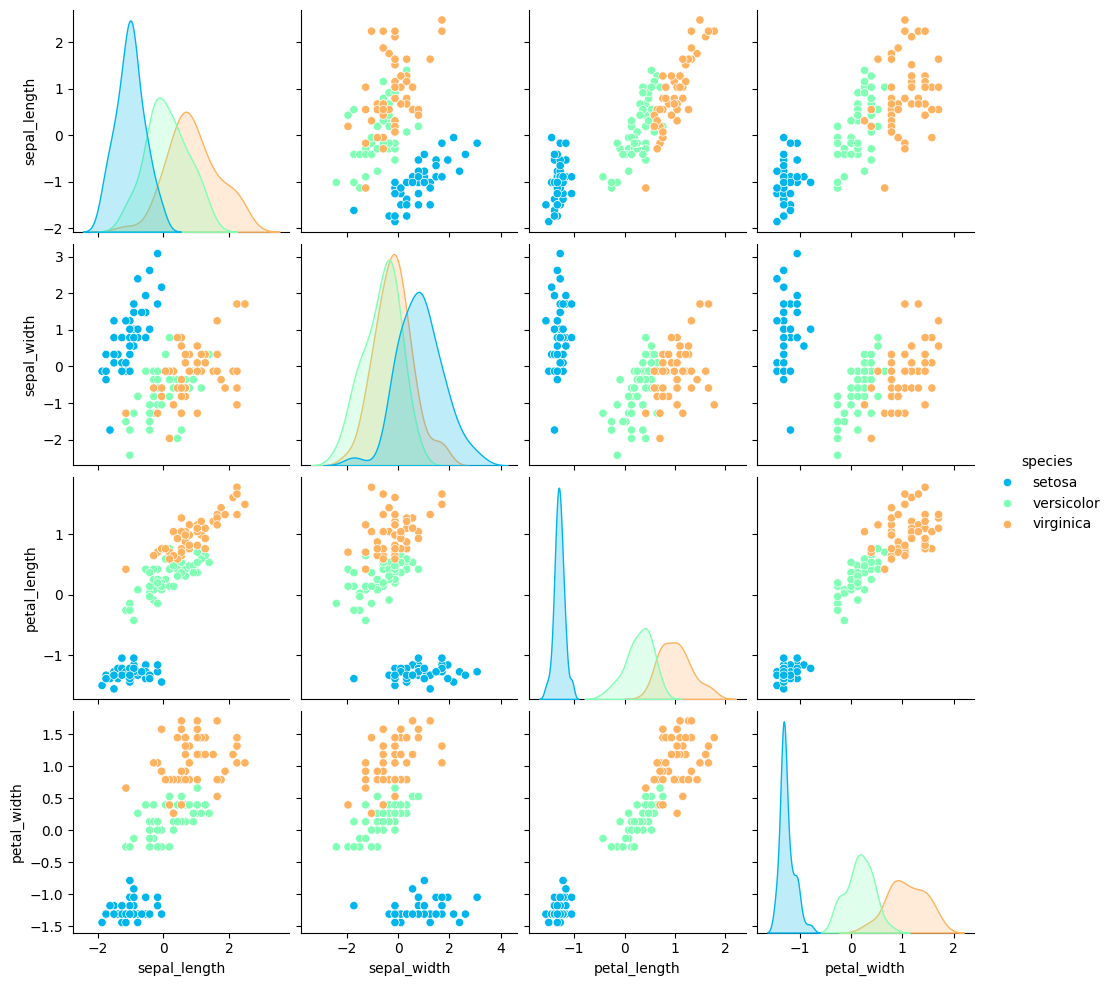 sepal_length
2
1
0
−1
−2
sepal_width
3
2
1
0
−1
−2
species
setosa
versicolor
virginica
petal_length
1
0
−1
petal_width
1.5
1.0
0.5
0.0
−0.5
−1.0
−1.5
−2 0 2
−2 0 2 4
−1 0 1 2
−1 0 1 2
sepal_length
sepal_width
petal_length
petal_width